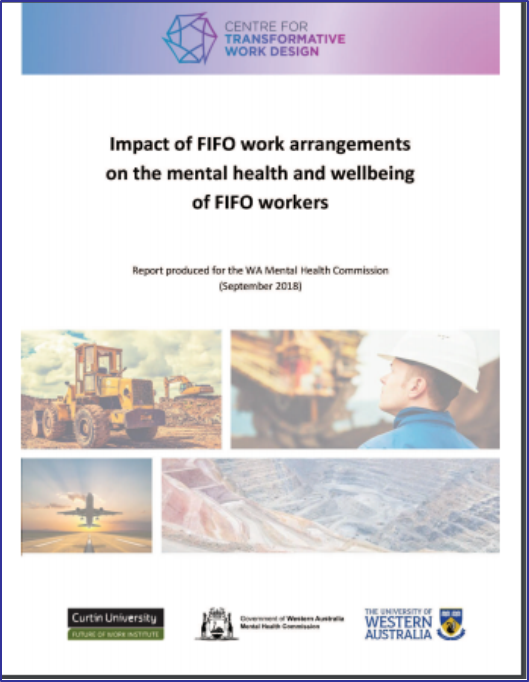 CENTRE FOR
TRANSFORMATIVE
WORK DESIGN
Impact of FIFO work arrangements
on the mental health and wellbeing
of FIFO workers
Report produced for the WA Mental Health Commission
(September 2018)
Curtin University
FUTURE OF WORK INSTITUTE
Government of Western Australia
Mental Health Commission
THE UNIVERSITY OF
WESTERN
AUSTRALIA